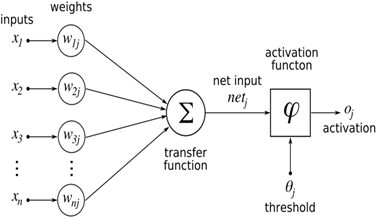 inputs
weights
x1
w1j
x2
w2j
x3
w3j
⋮
⋮
xn
wnj
Σ
transfer
function
net input
netj
activation
functon
φ
oj
activation
θj
threshold